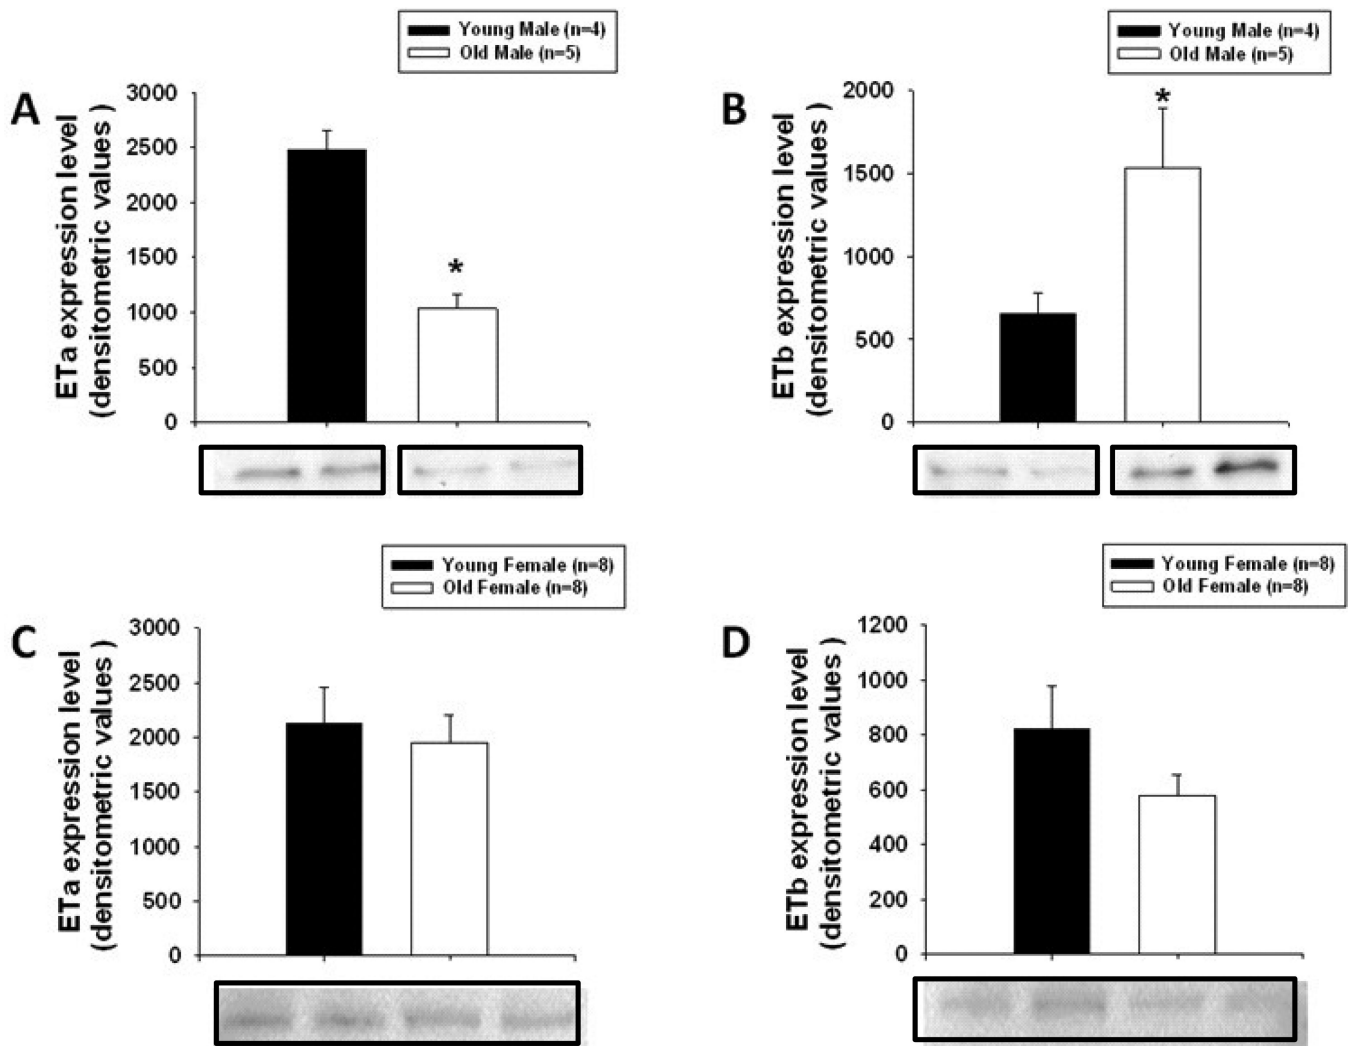 Young Male (n=4)
Old Male (n=5)
A
ETa expression level
(densitometric values )
3000
2500
2000
1500
1000
500
0
*
Young Male (n=4)
Old Male (n=5)
B
ETb expression level
(densitometric values )
2000
1500
1000
500
0
*
Young Female (n=8)
Old Female (n=8)
C
ETa expression level
(densitometric values )
3000
2500
2000
1500
1000
500
0
Young Female (n=8)
Old Female (n=8)
D
ETb expression level
(densitometric values )
1200
1000
800
600
400
200
0